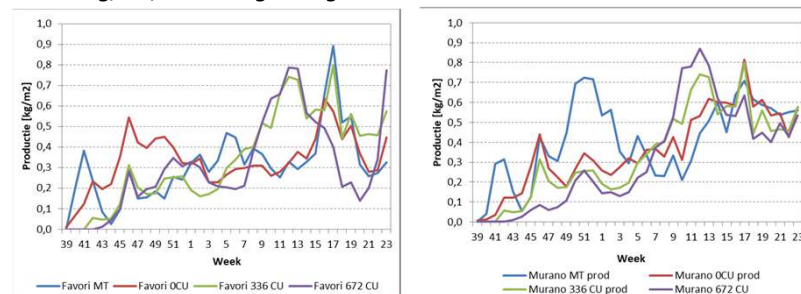 Productie [kg/m2]
1,0
0,9
0,8
0,7
0,6
0,5
0,4
0,3
0,2
0,1
0,0
39 41 43 45 47 49 51 1 3 5 7 9 11 13 15 17 19 21 23
Week
Favori MT Favori 0CU Favori 336 CU Favori 672 CU
Productie [kg/m2]
1,0
0,9
0,8
0,7
0,6
0,5
0,4
0,3
0,2
0,1
0,0
39 41 43 45 47 49 51 1 3 5 7 9 11 13 15 17 19 21 23
Week
Murano MT prod Murano 0CU prod
Murano 336 CU prod Murano 672 CU